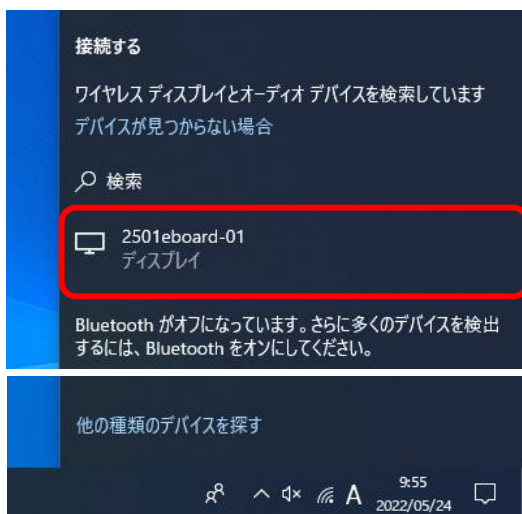 接続する
ワイヤレス ディスプレイとオーディオ デバイスを検索しています
デバイスが見つからない場合
検索
2501eboard-01
ディスプレイ
Bluetooth がオフになっています。さらに多くのデバイスを検出
するには、Bluetooth をオンにしてください。
他の種類のデバイスを探す
A 9:55
2022/05/24